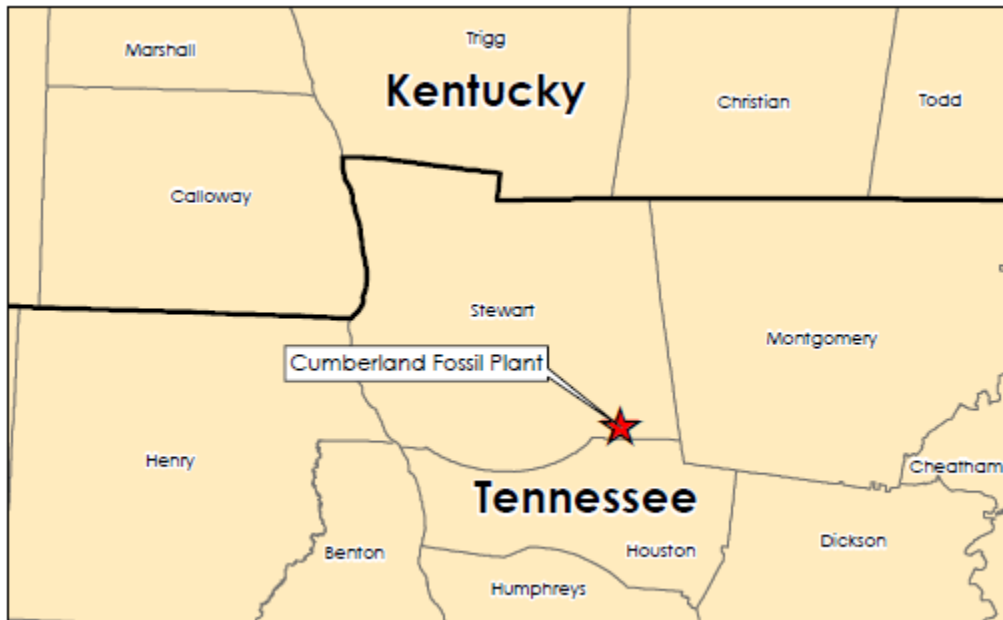 Trigg
Marshall
Kentucky
Christian
Todd
Calloway
Stewart
Montgomery
Cumberland Fossil Plant
Henry
Cheatham
Tennessee
Dickson
Benton
Houston
Humphreys